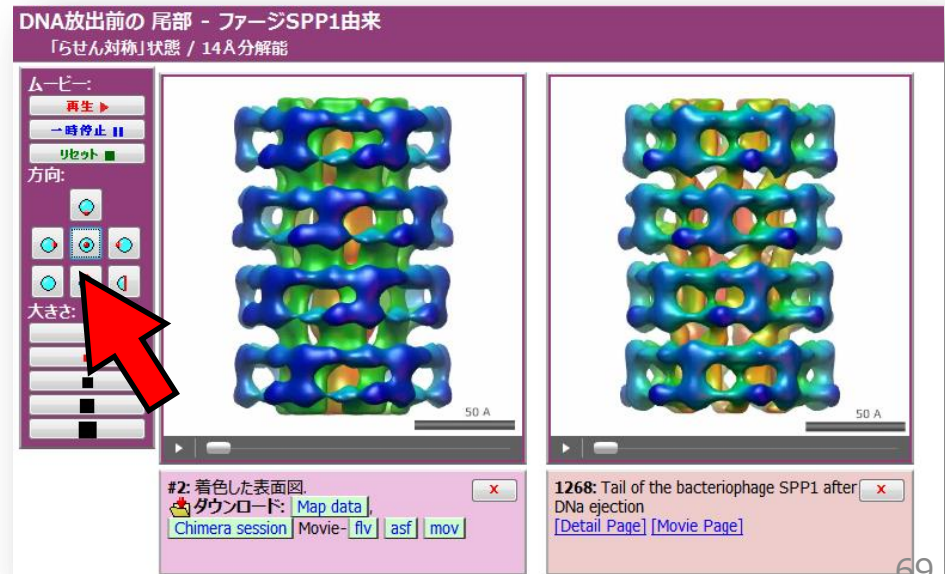 DNA放出前の 尾部 - ファージSPP1由来
「らせん対称」状態 / 14Å分解能
ムービー:
再生
一時停止
リセット
方向:
大きさ:
50 A
50 A
#2: 着色した表面図.
ダウンロード: Map data,
Chimera session Movie- flv asf mov
x
1268: Tail of the bacteriophage SPP1 after
DNa ejection
[Detail Page] [Movie Page]
x
69